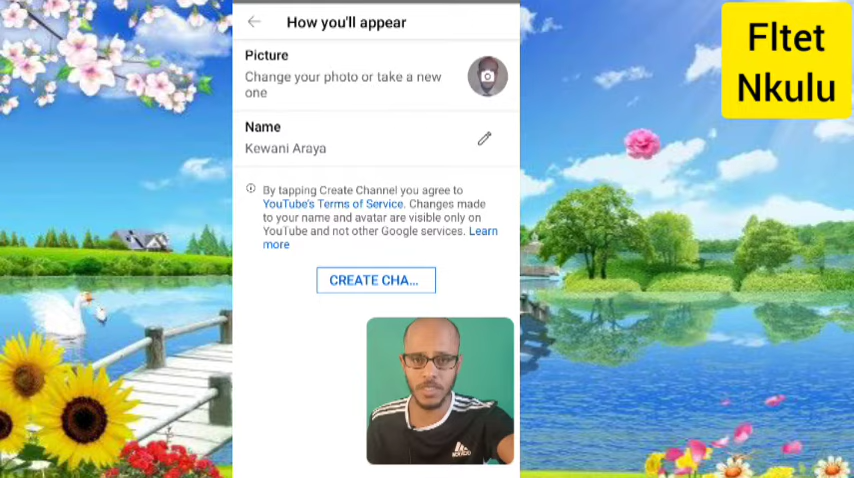 How you'll appear
Picture
Change your photo or take a new
one
Name
Kewani Araya
By tapping Create Channel you agree to
YouTube's Terms of Service. Changes made
to your name and avatar are visible only on
YouTube and not other Google services. Learn
more
CREATE CHA...
Fltet
Nkulu